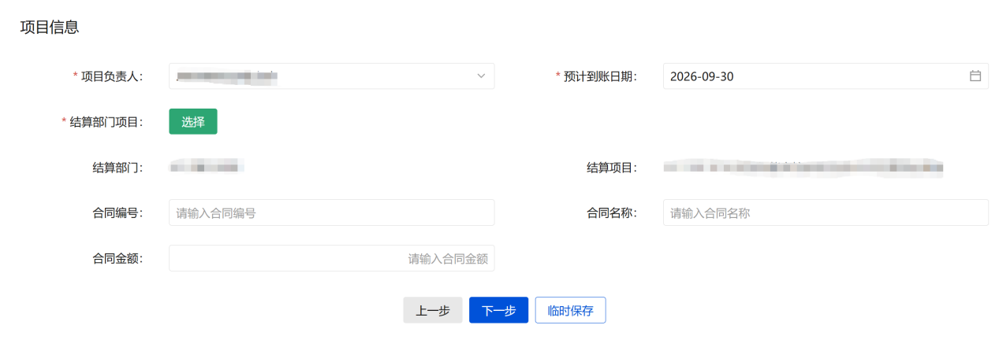 项目信息
* 项目负责人：
* 预计到账日期： 2026-09-30
* 结算部门项目： 选择
结算部门： 结算项目：
合同编号： 请输入合同编号 合同名称： 请输入合同名称
合同金额： 请输入合同金额
上一步 下一步 临时保存